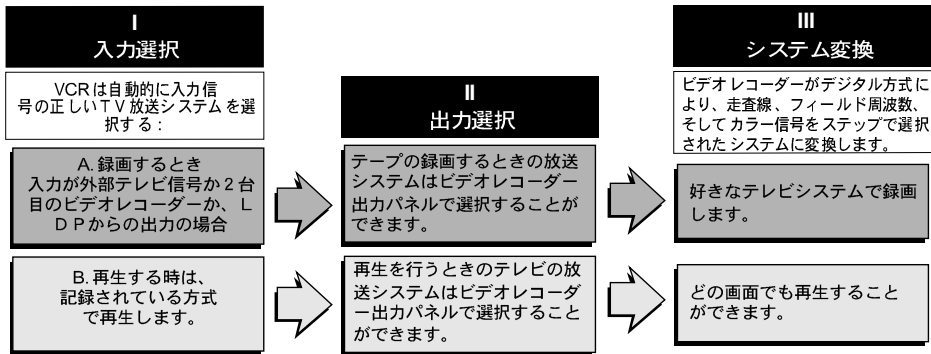 I
入力選択
VCRは自動的に入力信
号の正しいTV放送システムを選
択する:
A.録画するとき
入力が外部テレビ信号か2台
目のビデオレコーダーか、L
DPからの出力の場合
B.再生する時は、
記録されている方式
で再生します。
II
出力選択
テープの録画するときの放送
システムはビデオレコーダー
出力パネルで選択することが
できます。
再生を行うときのテレビの放
送システムはビデオレコーダ
ー出力パネルで選択すること
ができます。
III
システム変換
ビデオレコーダーがデジタル方式に
より、走査線、フィールド周波数、
そしてカラー信号をステップで選択
されたシステムに変換します。
好きなテレビシステムで録画
します。
どの画面でも再生すること
ができます。